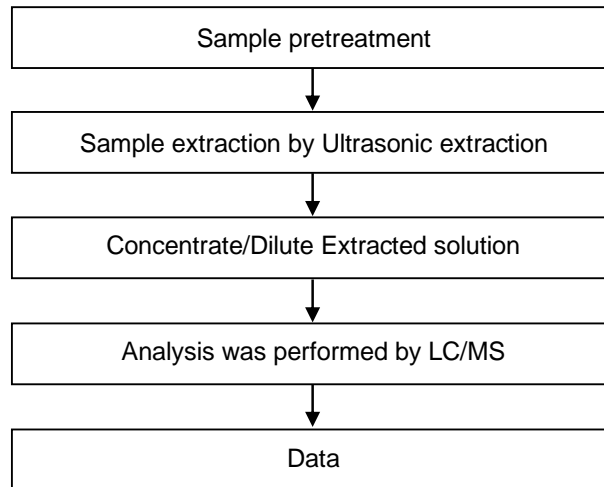 Sample pretreatment
Sample extraction by Ultrasonic extraction
Concentrate/Dilute Extracted solution
Analysis was performed by LC/MS
Data